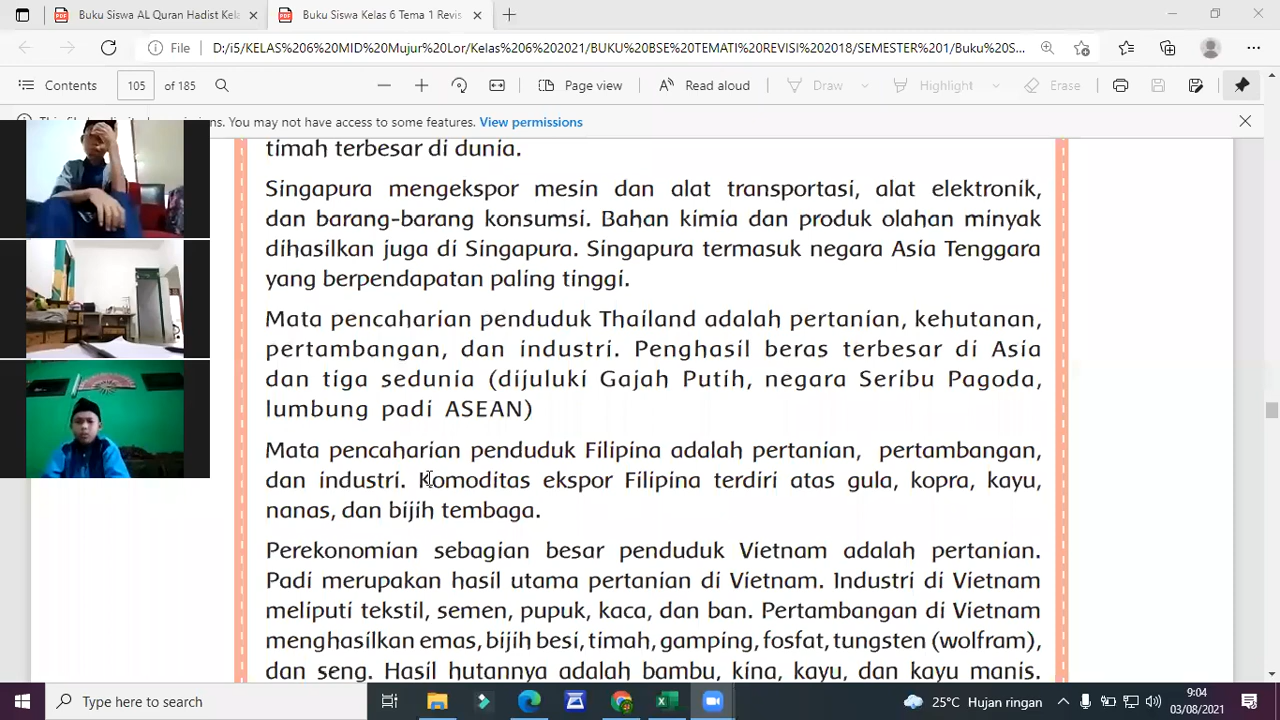 Buku Siswa AL Quran Hadist Kel
Buku Siswa Kelas 6 Tema 1 Revis
File
D:/i5/KELAS%206%20MID%20Mujur%20Lor/Kelas%206%202021/BUKU%20BSE%20TEMATI%20REVISI%202018/SEMESTER%201/Buku%20S...
Contents
105 of 185
Page view
Read aloud
Draw
Highlight
Erase
You may not have access to some features. View permissions
timah terbesar di dunia.
Singapura mengekspor mesin dan alat transportasi, alat elektronik,
dan barang-barang konsumsi. Bahan kimia dan produk olahan minyak
dihasilkan juga di Singapura. Singapura termasuk negara Asia Tenggara
yang berpendapatan paling tinggi.
Mata pencaharian penduduk Thailand adalah pertanian, kehutanan,
pertambangan, dan industri. Penghasil beras terbesar di Asia
dan tiga sedunia (dijuluki Gajah Putih, negara Seribu Pagoda,
lumbung padi ASEAN)
Mata pencaharian penduduk Filipina adalah pertanian, pertambangan,
dan industri. Komoditas ekspor Filipina terdiri atas gula, kopra, kayu,
nanas, dan bijih tembaga.
Perekonomian sebagian besar penduduk Vietnam adalah pertanian.
Padi merupakan hasil utama pertanian di Vietnam. Industri di Vietnam
meliputi tekstil, semen, pupuk, kaca, dan ban. Pertambangan di Vietnam
menghasilkan emas, bijih besi, timah, gamping, fosfat, tungsten (wolfram),
dan seng. Hasil hutannya adalah bambu, kina, kayu, dan kayu manis.
Type here to search
25°C Hujan ringan
9:04
03/08/2021